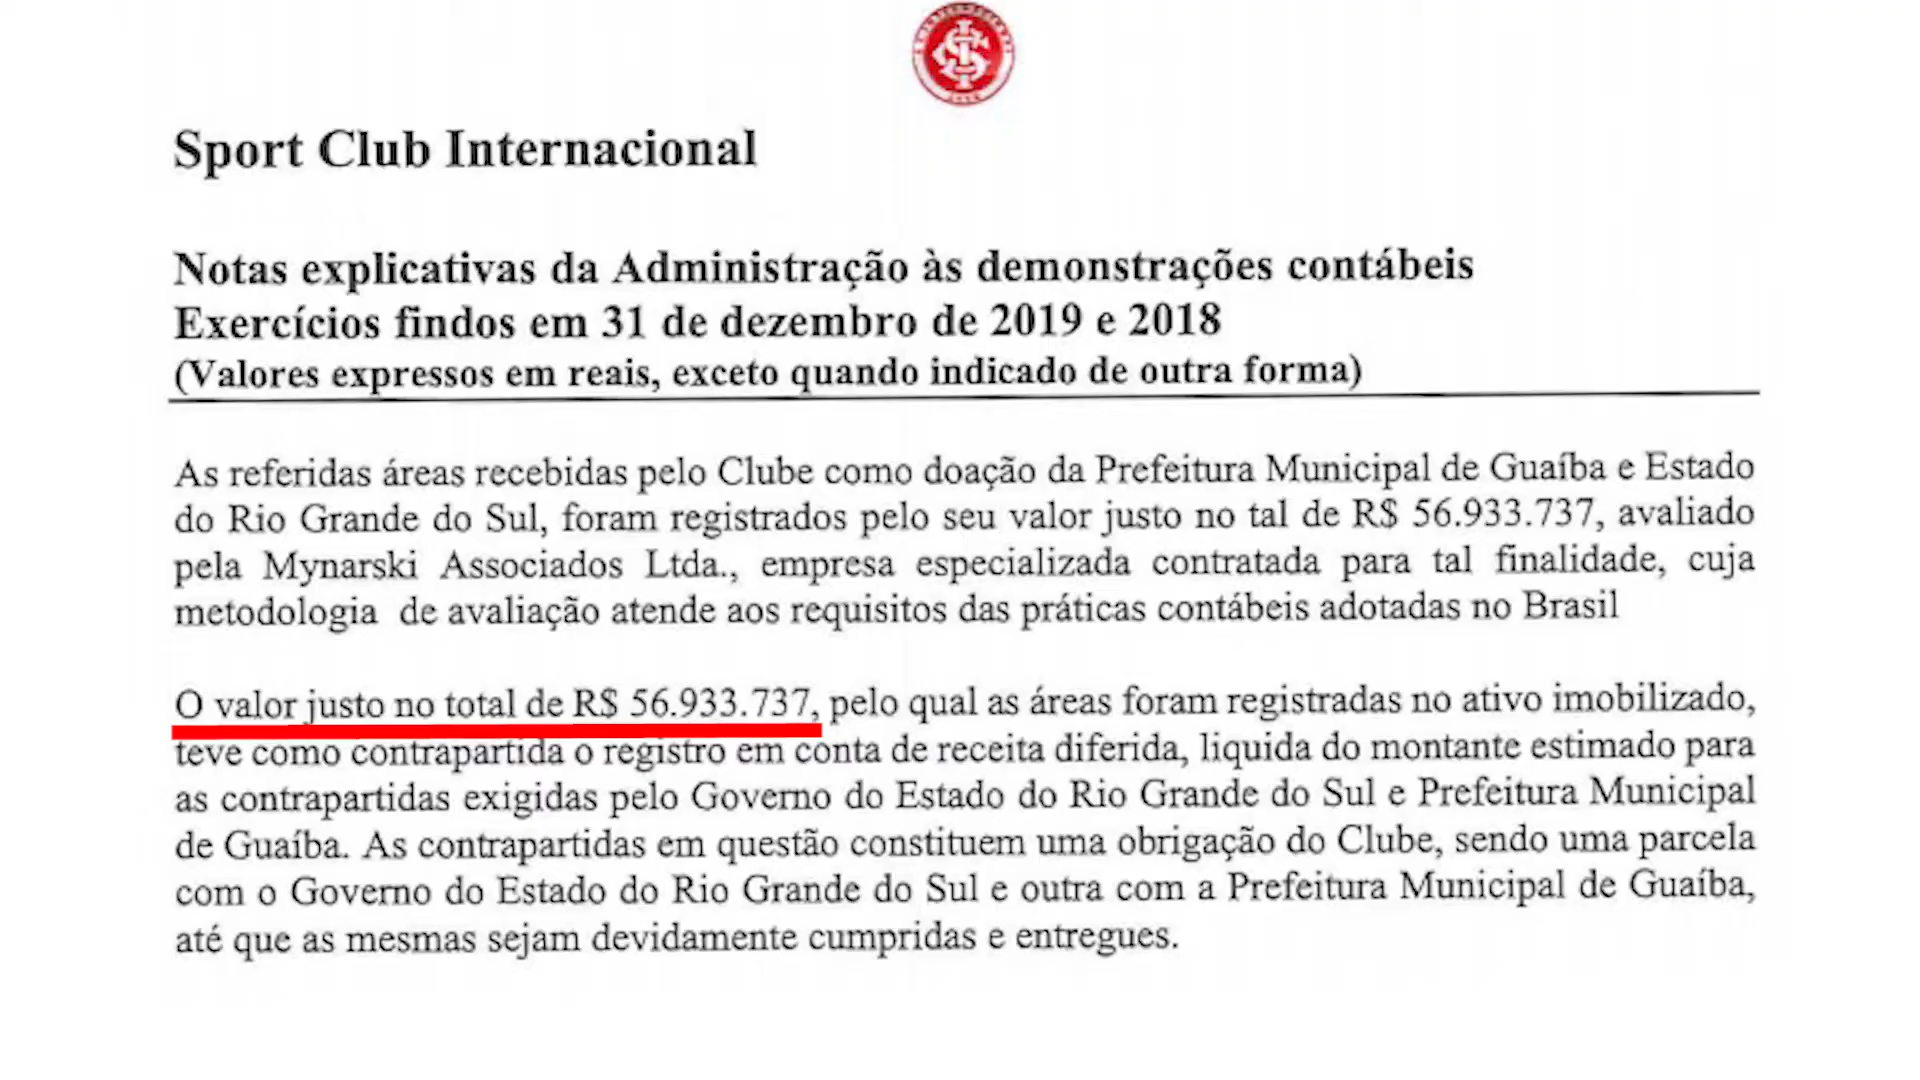 Sport Club Internacional
Notas explicativas da Administração às demonstrações contábeis
Exercícios findos em 31 de dezembro de 2019 e 2018
(Valores expressos em reais, exceto quando indicado de outra forma)
As referidas áreas recebidas pelo Clube como doação da Prefeitura Municipal de Guaíba e Estado
do Rio Grande do Sul, foram registrados pelo seu valor justo no tal de R$ 56.933.737, avaliado
pela Mynarski Associados Ltda., empresa especializada contratada para tal finalidade, cuja
metodologia de avaliação atende aos requisitos das práticas contábeis adotadas no Brasil
O valor justo no total de R$ 56.933.737, pelo qual as áreas foram registradas no ativo imobilizado,
teve como contrapartida o registro em conta de receita diferida, liquida do montante estimado para
as contrapartidas exigidas pelo Governo do Estado do Rio Grande do Sul e Prefeitura Municipal
de Guaíba. As contrapartidas em questão constituem uma obrigação do Clube, sendo uma parcela
com o Governo do Estado do Rio Grande do Sul e outra com a Prefeitura Municipal de Guaíba,
até que as mesmas sejam devidamente cumpridas e entregues.